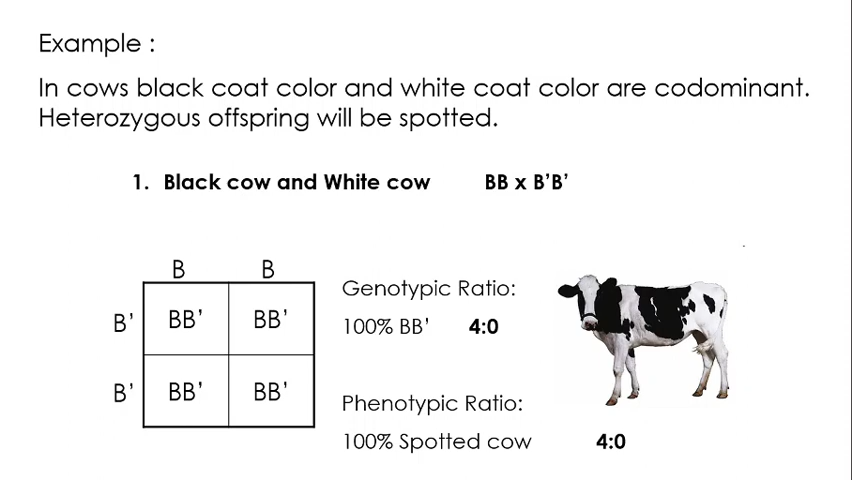 Example :
In cows black coat color and white coat color are codominant.
Heterozygous offspring will be spotted.
1. Black cow and White cow BB x B’B’
B B
B’ BB’ BB’
B’ BB’ BB’
Genotypic Ratio:
100% BB’ 4:0
Phenotypic Ratio:
100% Spotted cow 4:0